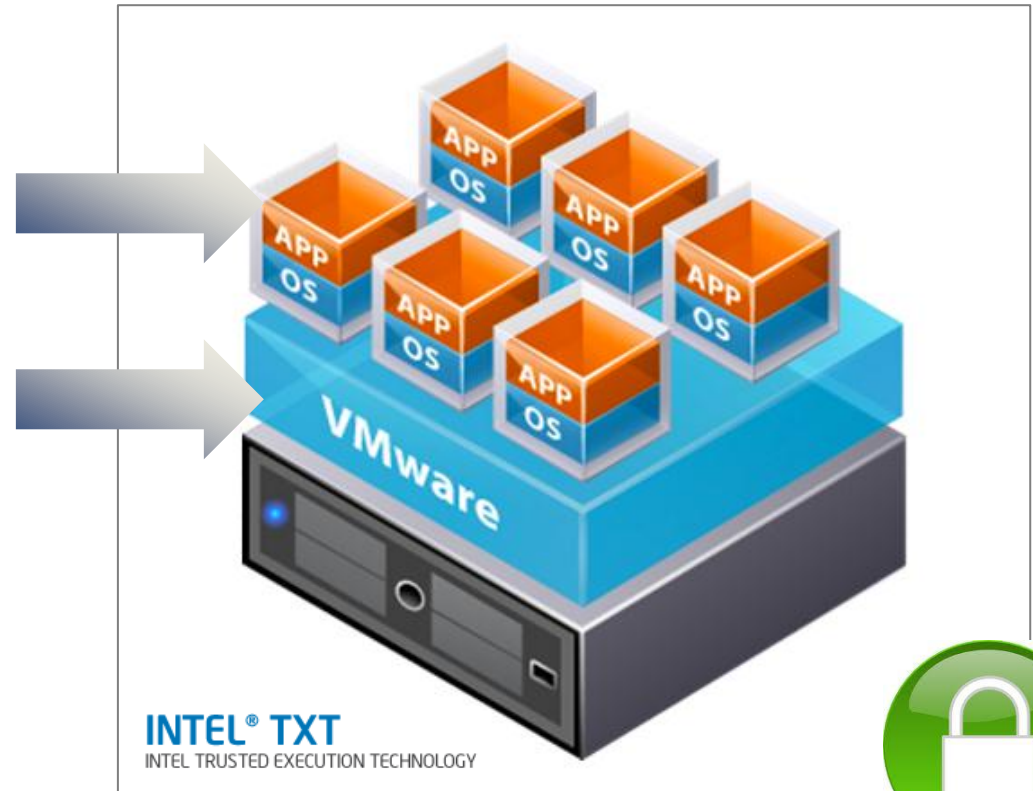 APP
OS
APP
OS
APP
OS
APP
OS
APP
OS
APP
OS
VMware
INTEL® TXT
INTEL TRUSTED EXECUTION TECHNOLOGY